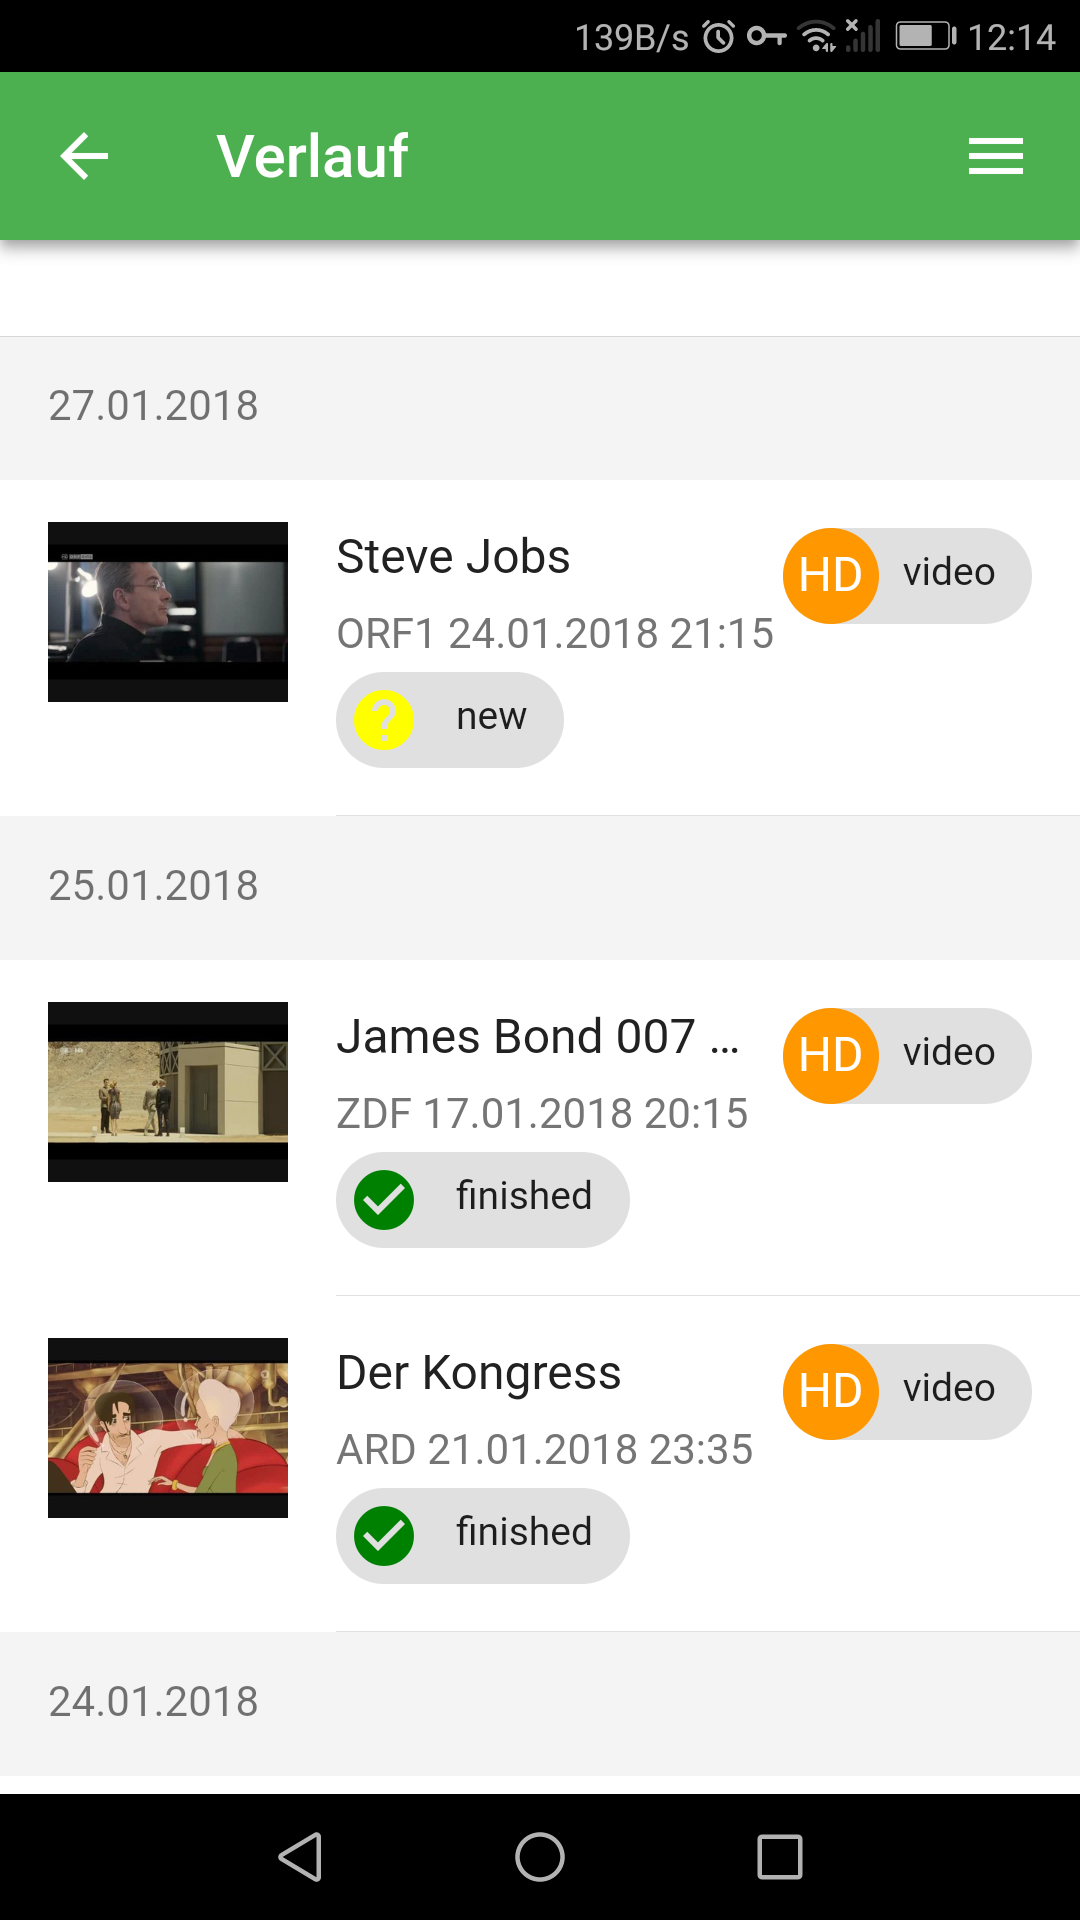 139B/s 12:14
Verlauf
27.01.2018
Steve Jobs
HD video
ORF1 24.01.2018 21:15
? new
25.01.2018
James Bond 007 ...
HD video
ZDF 17.01.2018 20:15
finished
Der Kongress
HD video
ARD 21.01.2018 23:35
finished
24.01.2018